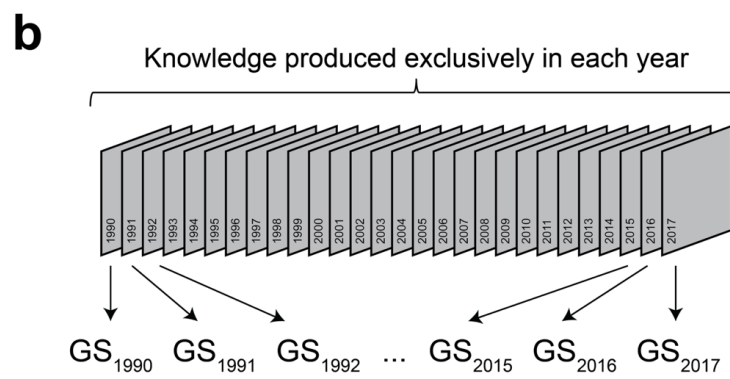 b
Knowledge produced exclusively in each year
1990 1991 1992 1993 1994 1995 1996 1997 1998 1999 2000 2001 2002 2003 2004 2005 2006 2007 2008 2009 2010 2011 2012 2013 2014 2015 2016 2017
GS1990 GS1991 GS1992 ... GS2015 GS2016 GS2017